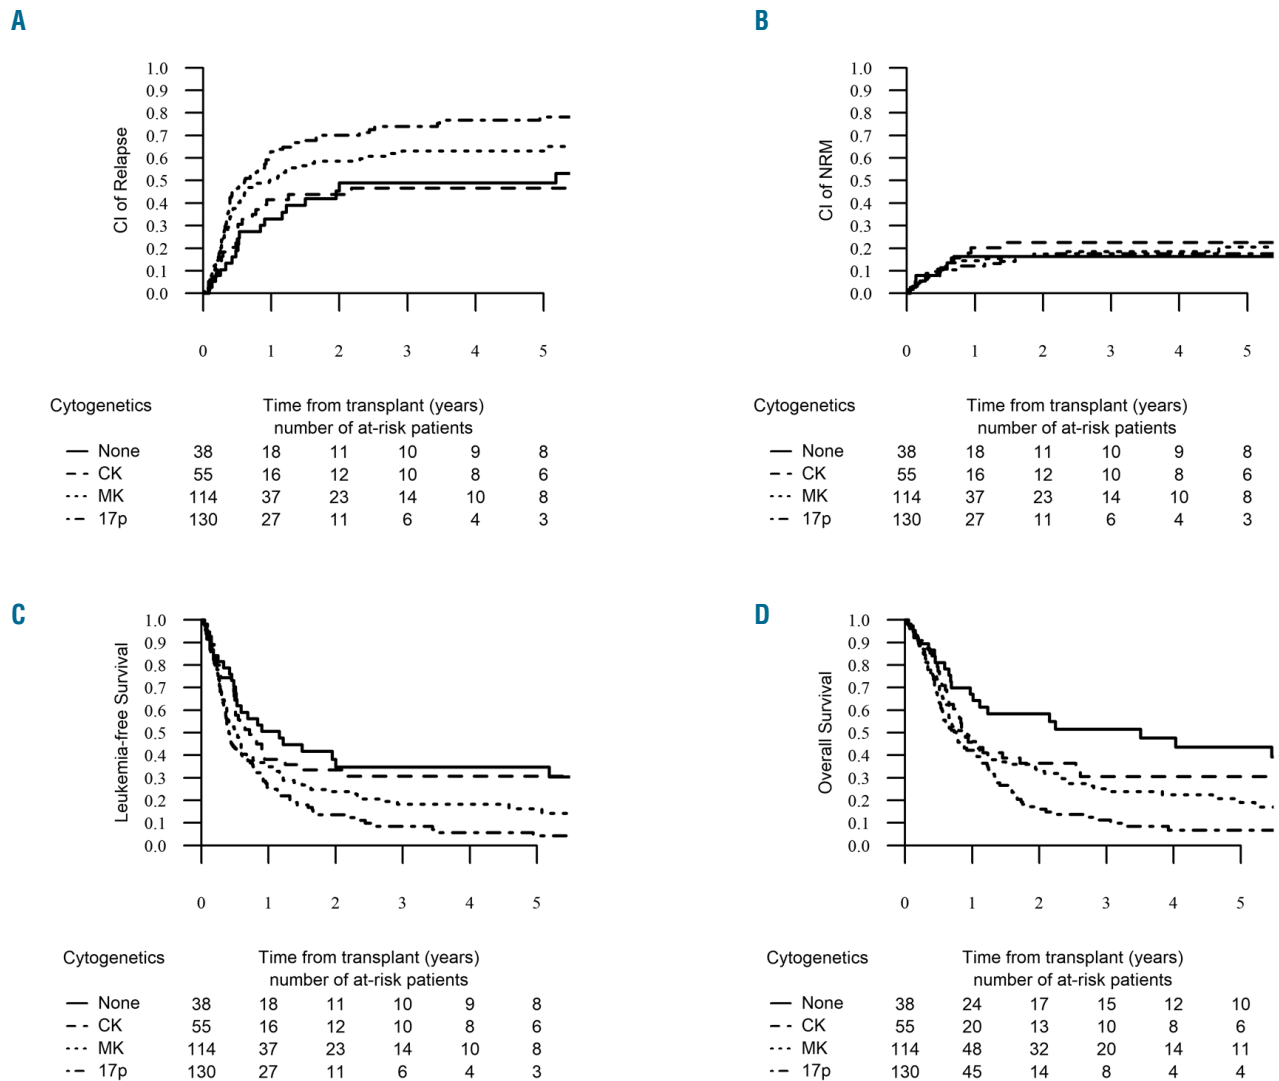 A
CI of Relapse
1.0
0.9
0.8
0.7
0.6
0.5
0.4
0.3
0.2
0.1
0.0
0 1 2 3 4 5
Cytogenetics Time from transplant (years)
number of at-risk patients
None 38 18 11 10 9 8
CK 55 16 12 10 8 6
MK 114 37 23 14 10 8
17p 130 27 11 6 4 3
B
CI of NRM
1.0
0.9
0.8
0.7
0.6
0.5
0.4
0.3
0.2
0.1
0.0
0 1 2 3 4 5
Cytogenetics Time from transplant (years)
number of at-risk patients
None 38 18 11 10 9 8
CK 55 16 12 10 8 6
MK 114 37 23 14 10 8
17p 130 27 11 6 4 3
C
Leukemia-free Survival
1.0
0.9
0.8
0.7
0.6
0.5
0.4
0.3
0.2
0.1
0.0
0 1 2 3 4 5
Cytogenetics Time from transplant (years)
number of at-risk patients
None 38 18 11 10 9 8
CK 55 16 12 10 8 6
MK 114 37 23 14 10 8
17p 130 27 11 6 4 3
D
Overall Survival
1.0
0.9
0.8
0.7
0.6
0.5
0.4
0.3
0.2
0.1
0.0
0 1 2 3 4 5
Cytogenetics Time from transplant (years)
number of at-risk patients
None 38 24 17 15 12 10
CK 55 20 13 10 8 6
MK 114 48 32 20 14 11
17p 130 45 14 8 4 4